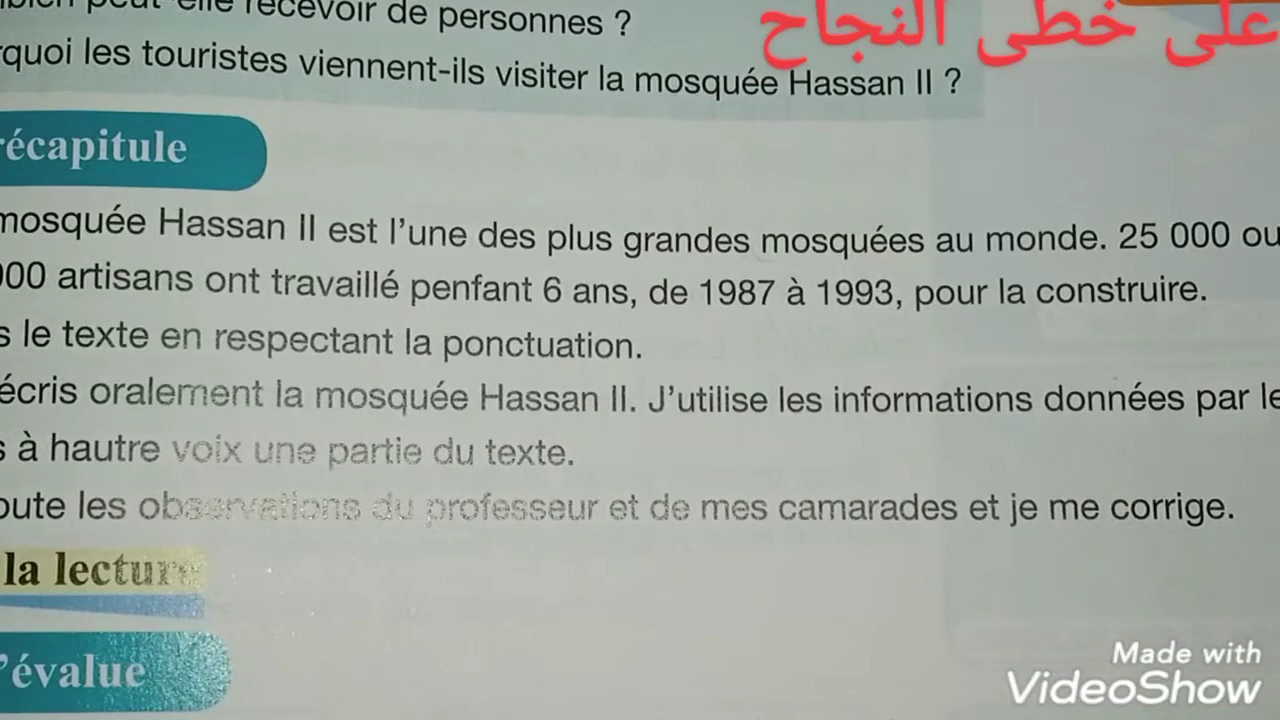 peut-elle recevoir de personnes ?
على خطى النجاح
quoi les touristes viennent-ils visiter la mosquée Hassan II ?
récapitule
mosquée Hassan II est l'une des plus grandes mosquées au monde. 25 000 ou
000 artisans ont travaillé penfant 6 ans, de 1987 à 1993, pour la construire.
s le texte en respectant la ponctuation.
écris oralement la mosquée Hassan II. J'utilise les informations données par le
s à hautre voix une partie du texte.
oute les observations du professeur et de mes camarades et je me corrige.
la lecture
'évalue
Made with
VideoShow